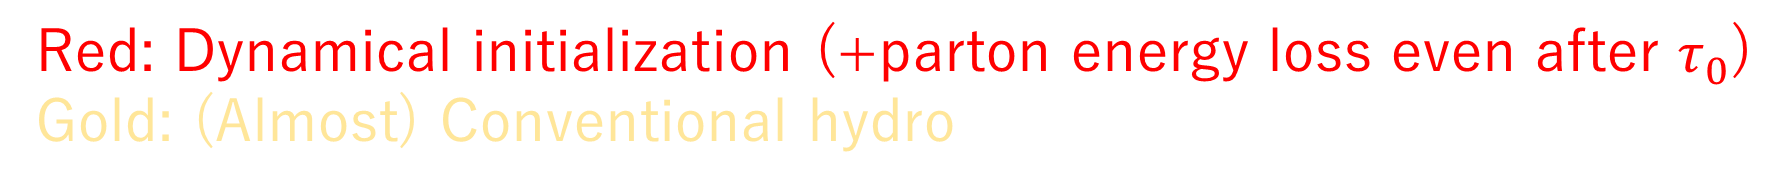 Red: Dynamical initialization (+parton energy loss even after τ₀)
Gold: (Almost) Conventional hydro